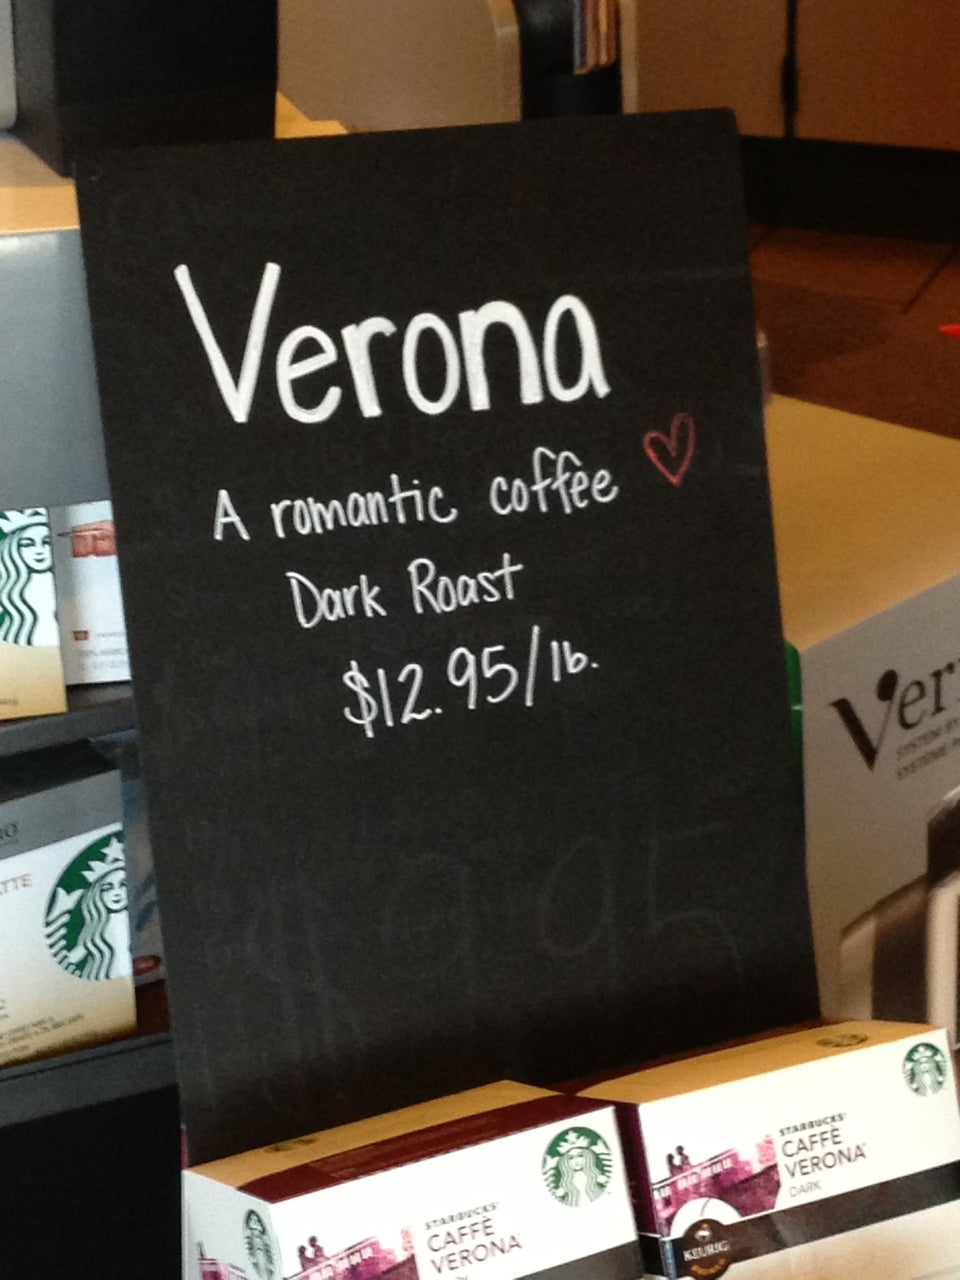 Verona
A romantic coffee
Dark Roast
$12.95/lb.
STARBUCKS
CAFFÈ
VERONA
STARBUCKS
CAFFÈ
VERONA
DARK
KEURIG